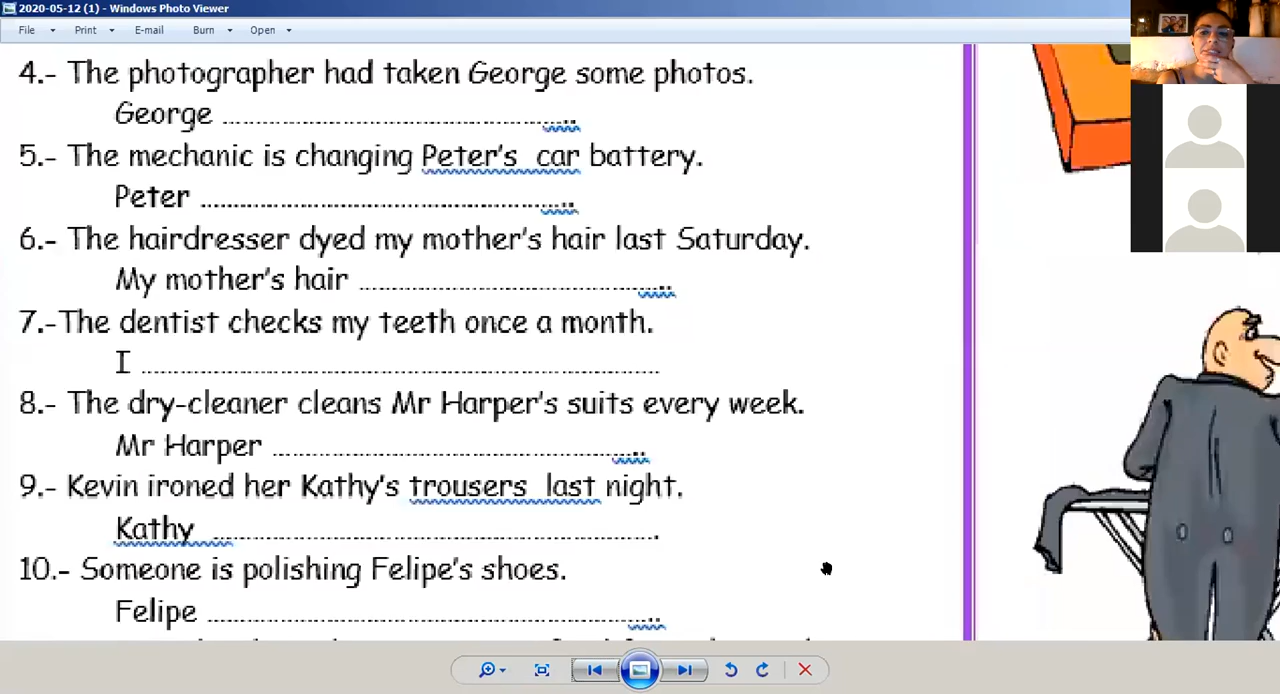 2020-05-12 (1) - Windows Photo Viewer
File Print E-mail Burn Open
4.- The photographer had taken George some photos.
George ..............................................................
5.- The mechanic is changing Peter's car battery.
Peter ..............................................................
6.- The hairdresser dyed my mother's hair last Saturday.
My mother's hair ..............................................................
7.-The dentist checks my teeth once a month.
I ..............................................................
8.- The dry-cleaner cleans Mr Harper's suits every week.
Mr Harper ..............................................................
9.- Kevin ironed her Kathy's trousers last night.
Kathy ..............................................................
10.- Someone is polishing Felipe's shoes.
Felipe ..............................................................